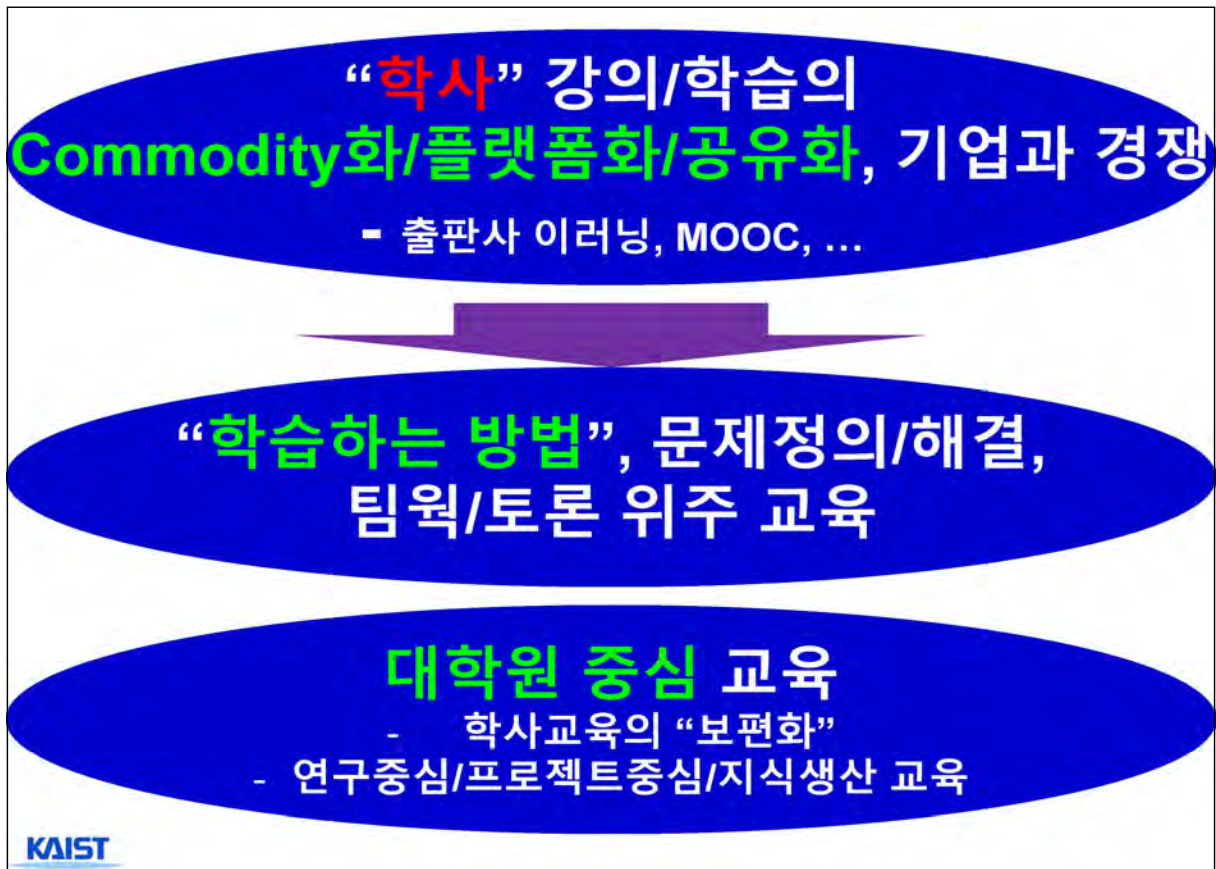 “학사” 강의/학습의
Commodity화/플랫폼화/공유화, 기업과 경쟁
- 출판사 이러닝, MOOC, ...
“학습하는 방법”, 문제정의/해결,
팀웍/토론 위주 교육
대학원 중심 교육
- 학사교육의 “보편화”
- 연구중심/프로젝트중심/지식생산 교육
KAIST